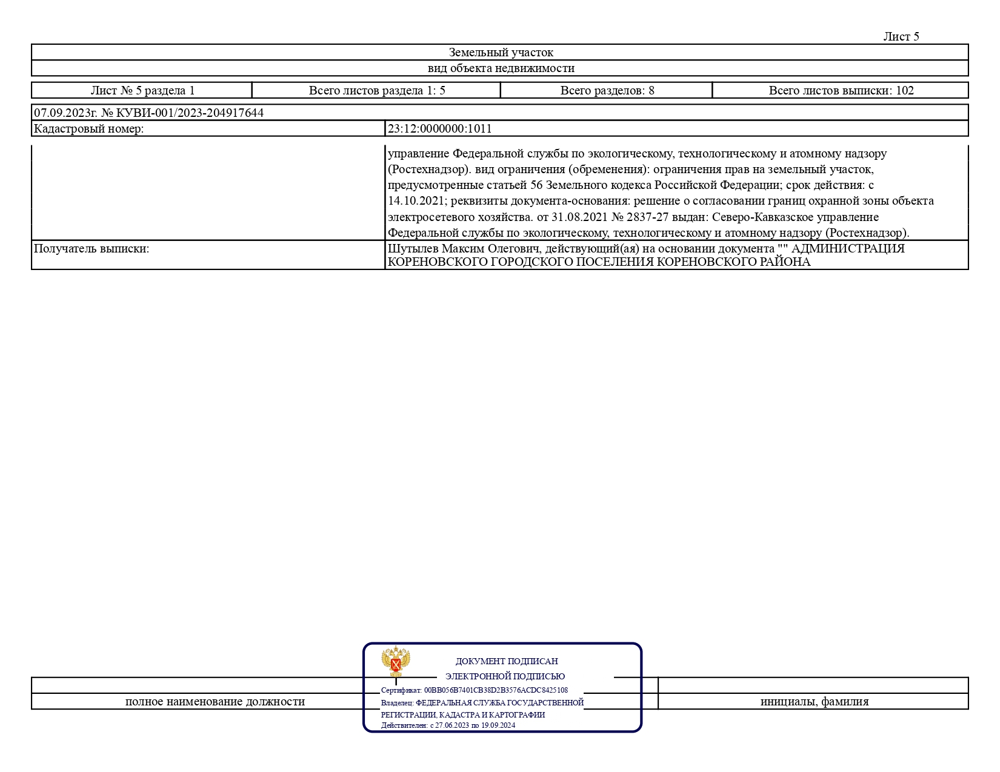 Лист 5
Земельный участок
вид объекта недвижимости
Лист № 5 раздела 1
Всего листов раздела 1: 5
Всего разделов: 8
Всего листов выписки: 102
07.09.2023г. № КУВИ-001/2023-204917644
Кадастровый номер:
23:12:0000000:1011
управление Федеральной службы по экологическому, технологическому и атомному надзору
(Ростехнадзор). вид ограничения (обременения): ограничения прав на земельный участок,
предусмотренные статьей 56 Земельного кодекса Российской Федерации; срок действия: с
14.10.2021; реквизиты документа-основания: решение о согласовании границ охранной зоны объекта
электросетевого хозяйства. от 31.08.2021 № 2837-27 выдан: Северо-Кавказское управление
Федеральной службы по экологическому, технологическому и атомному надзору (Ростехнадзор).
Получатель выписки:
Шутылев Максим Олегович, действующий(ая) на основании документа "" АДМИНИСТРАЦИЯ
КОРЕНОВСКОГО ГОРОДСКОГО ПОСЕЛЕНИЯ КОРЕНОВСКОГО РАЙОНА
ДОКУМЕНТ ПОДПИСАН
ЭЛЕКТРОННОЙ ПОДПИСЬЮ
Сертификат: 00BB056B7401CB38D2B3576ACDC8425108
Владелец: ФЕДЕРАЛЬНАЯ СЛУЖБА ГОСУДАРСТВЕННОЙ
РЕГИСТРАЦИИ, КАДАСТРА И КАРТОГРАФИИ
Действителен: с 27.06.2023 по 19.09.2024
полное наименование должности
инициалы, фамилия